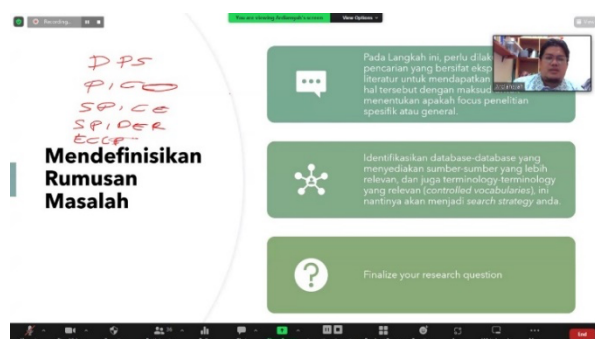 Recording...
You are viewing Ardiansyah's screen
View Options
DPS
PICO
SPICE
SPIDER
ECLIP
Mendefinisikan
Rumusan
Masalah
Pada Langkah ini, perlu dilak
pencarian yang bersifat eksp
literatur untuk mendapatkan
hal tersebut dengan maksud
menentukan apakah focus penelitian
spesifik atau general.
Identifikasikan database-database yang
menyediakan sumber-sumber yang lebih
relevan, dan juga terminology-terminology
yang relevan (controlled vocabularies), ini
nantinya akan menjadi search strategy anda.
Finalize your research question
End